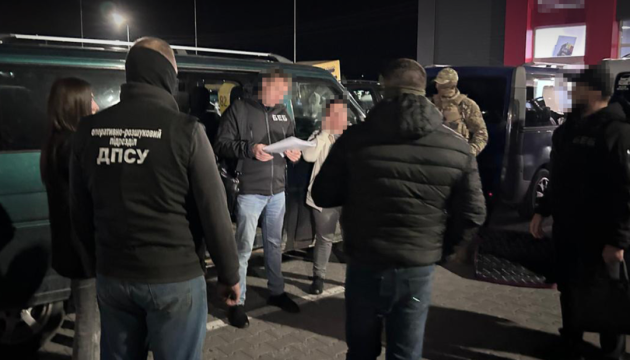 оперативно-розшуковий
підрозділ
ДПСУ
БЕБ